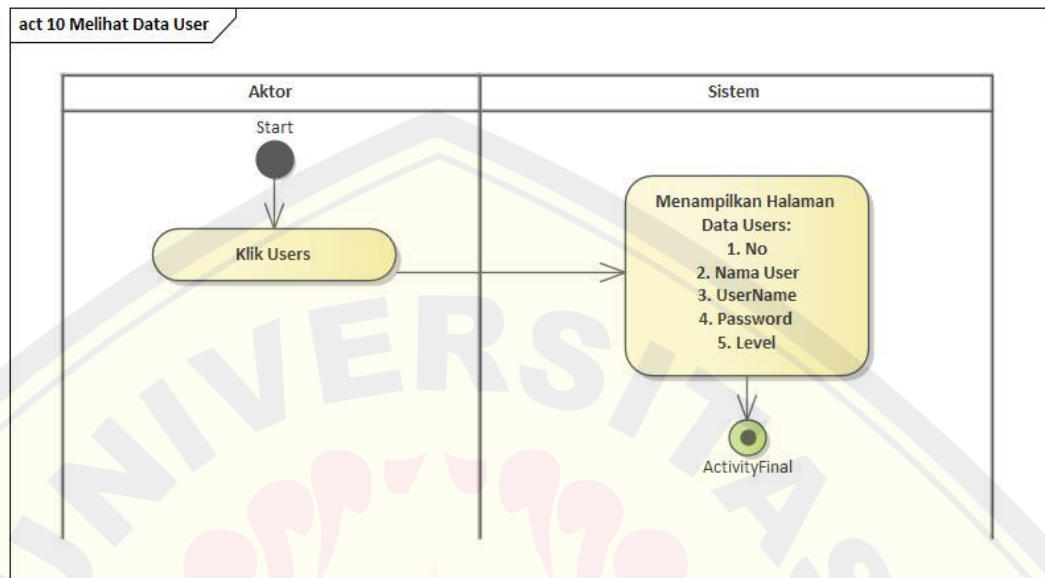 act 10 Melihat Data User
Aktor
Sistem
Start
Klik Users
Menampilkan Halaman
Data Users:
1. No
2. Nama User
3. UserName
4. Password
5. Level
ActivityFinal
UNIVERSITAS